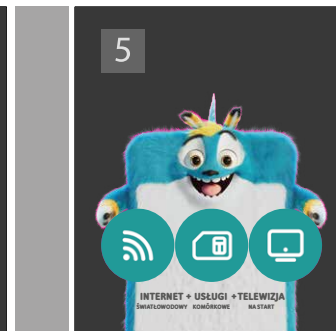 5
INTERNET + USŁUGI + TELEWIZJA
ŚWIATŁOWODOWY KOMÓRKOWE NA START